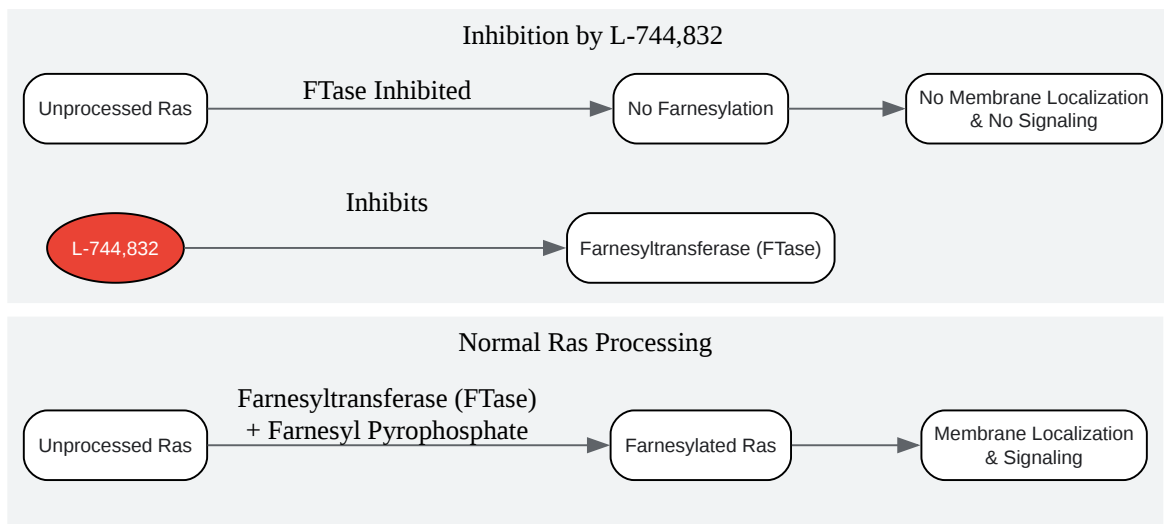 Inhibition by L-744,832
Unprocessed Ras
FTase Inhibited
No Farnesylation
No Membrane Localization
& No Signaling
L-744,832
Inhibits
Farnesyltransferase (FTase)
Normal Ras Processing
Unprocessed Ras
Farnesyltransferase (FTase)
+ Farnesyl Pyrophosphate
Farnesylated Ras
Membrane Localization
& Signaling